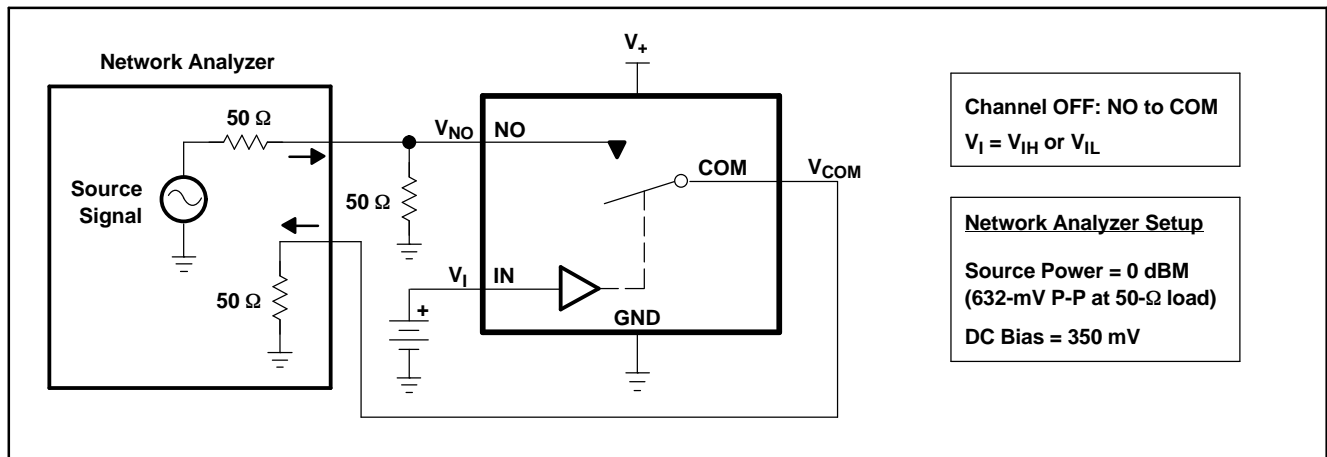 Network Analyzer
50 Ω
Source
Signal
50 Ω
V+
VNO
NO
50 Ω
COM
VCOM
VI
IN
+
GND
Channel OFF: NO to COM
VI = VIH or VIL
Network Analyzer Setup
Source Power = 0 dBM
(632-mV P-P at 50-Ω load)
DC Bias = 350 mV